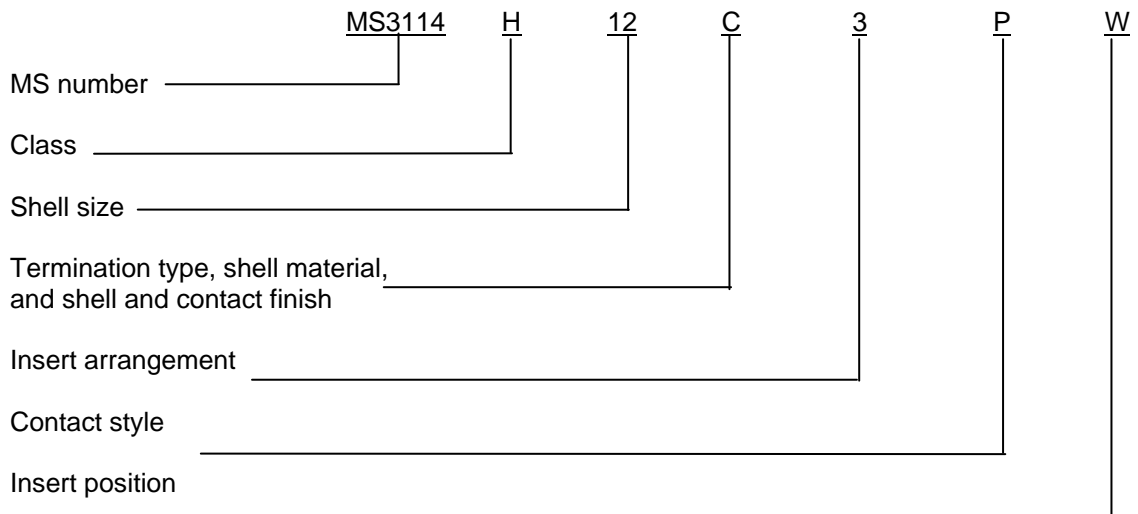 MS3114 H 12 C 3 P W
MS number
Class
Shell size
Termination type, shell material,
and shell and contact finish
Insert arrangement
Contact style
Insert position